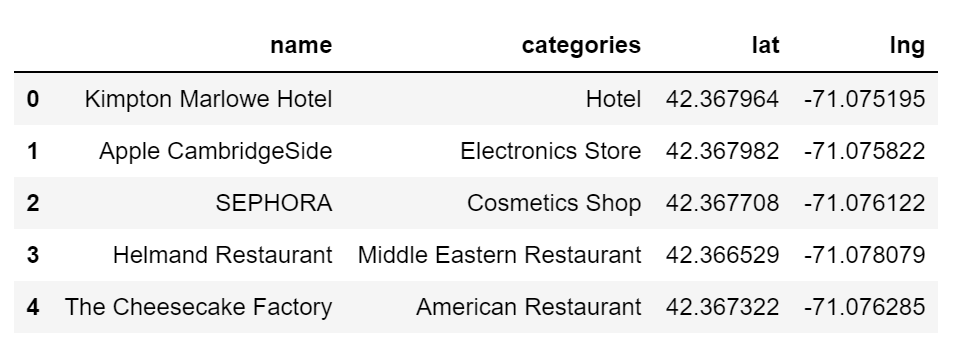 name categories lat lng
0 Kimpton Marlowe Hotel Hotel 42.367964 -71.075195
1 Apple CambridgeSide Electronics Store 42.367982 -71.075822
2 SEPHORA Cosmetics Shop 42.367708 -71.076122
3 Helmand Restaurant Middle Eastern Restaurant 42.366529 -71.078079
4 The Cheesecake Factory American Restaurant 42.367322 -71.076285